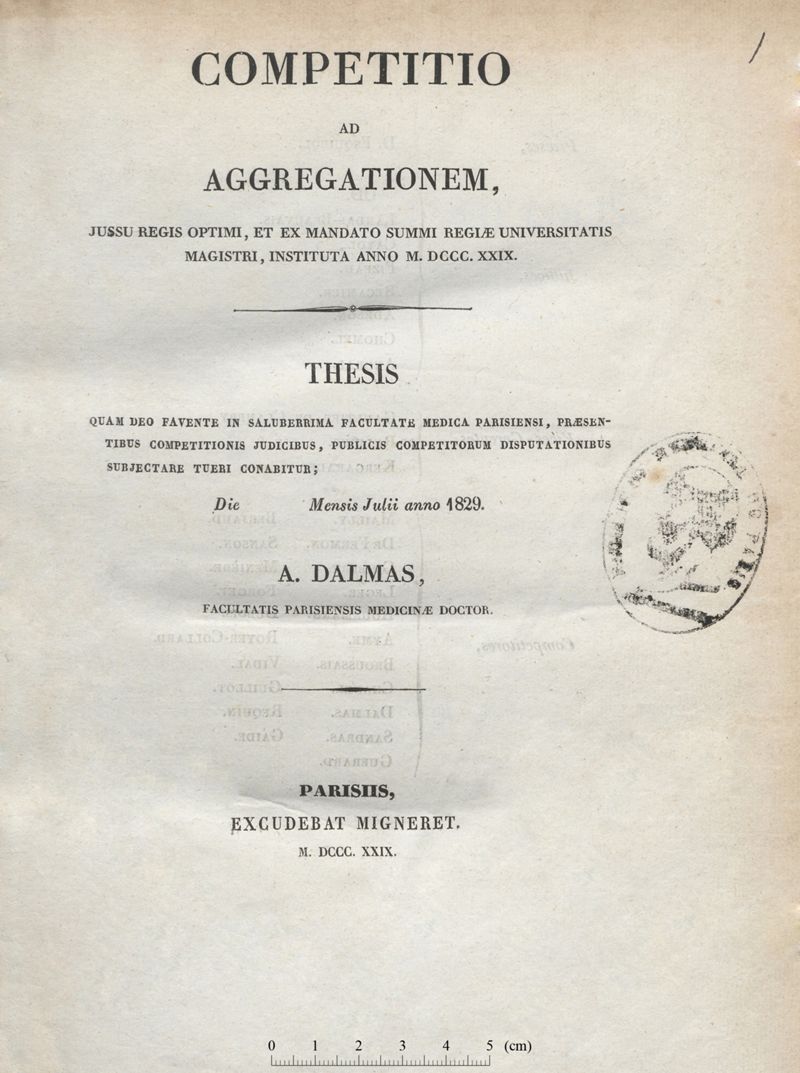 COMPETITIO
AD
AGGREGATIONEM,
JUSSU REGIS OPTIMI, ET EX MANDATO SUMMI REGIÆ UNIVERSITATIS
MAGISTRI, INSTITUTA ANNO M. DCCC. XXIX.
THESIS
QUAM DEO FAVENTE IN SALUBERRIMA FACULTATE MEDICA PARISIENSI, PRÆSEN-
TIBUS COMPETITIONIS JUDICIBUS, PUBLICIS COMPETITORUM DISPUTATIONIBUS
SUBJECTARE TUERI CONABITUR;
Die Mensis Julii anno 1829.
A. DALMAS,
FACULTATIS PARISIENSIS MEDICINÆ DOCTOR.
PARISIIS,
EXCUDEBAT MIGNERET.
M. DCCC. XXIX.
0 1 2 3 4 5 (cm)